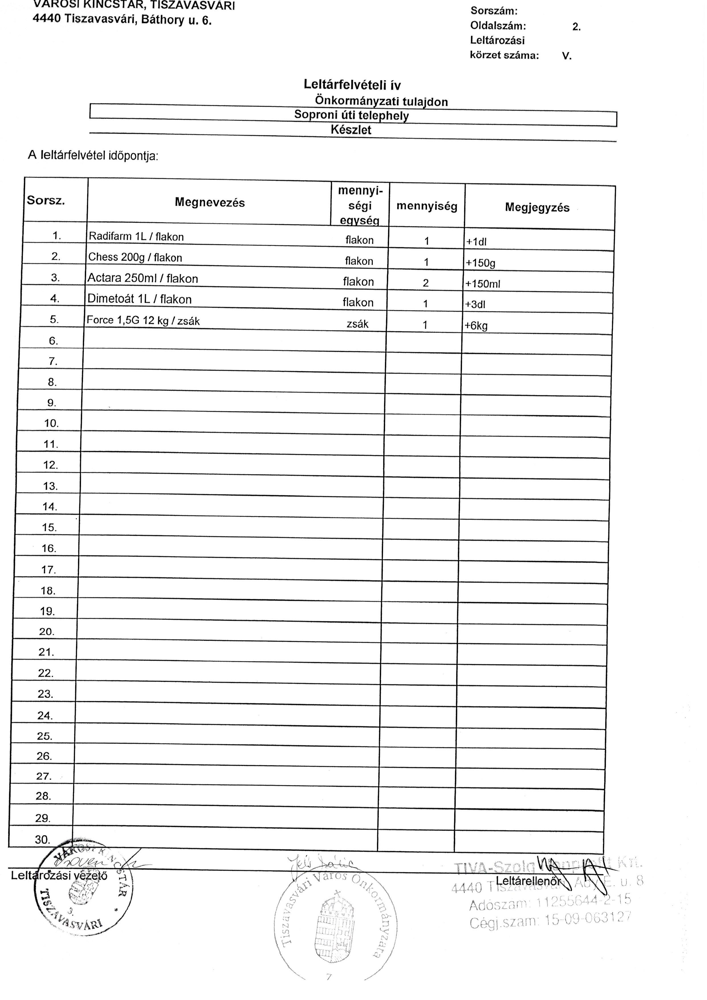 VÁROSI KINCSTÁR, TISZAVASVÁRI
4440 Tiszavasvári, Báthory u. 6.
Sorszám:
Oldalszám: 2.
Leltározási
körzet száma: V.
Leltárfelvételi ív
Önkormányzati tulajdon
Soproni úti telephely
Készlet
A leltárfelvétel időpontja:
Sorsz. Megnevezés mennyi-ségi egység mennyiség Megjegyzés
1. Radifarm 1L / flakon flakon 1 +1dl
2. Chess 200g / flakon flakon 1 +150g
3. Actara 250ml / flakon flakon 2 +150ml
4. Dimetoát 1L / flakon flakon 1 +3dl
5. Force 1,5G 12 kg / zsák zsák 1 +6kg
6.
7.
8.
9.
10.
11.
12.
13.
14.
15.
16.
17.
18.
19.
20.
21.
22.
23.
24.
25.
26.
27.
28.
29.
30.
Leltározási vezető
VÁROSI KINCSTÁR
3.
TISZAVASVÁRI
Tiszavasvári Város Önkormányzata
7
Leltárellenőr
TIVA-Szolg Nonprofit Kft.
4440 Tiszavasvári, Ady E. u. 8
Adószam: 11255644-2-15
Cégj.szam: 15-09-063127